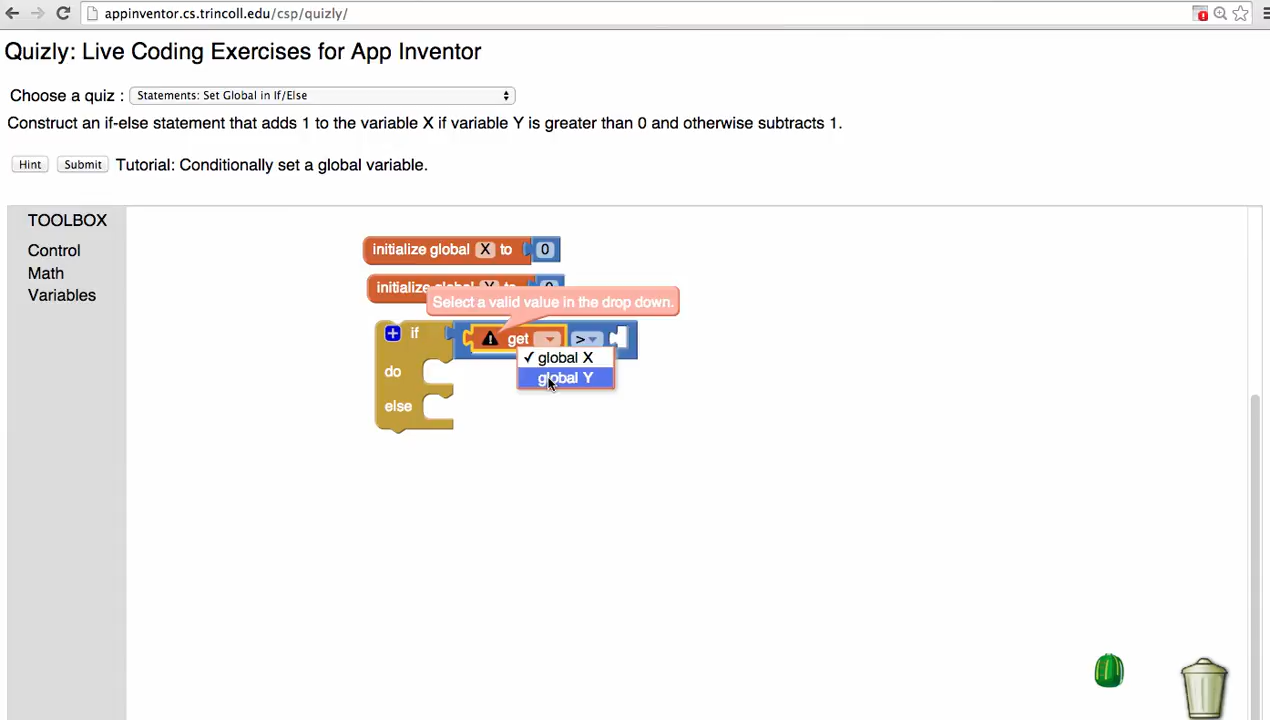 appinventor.cs.trincoll.edu/csp/quizly/
Quizly: Live Coding Exercises for App Inventor
Choose a quiz : Statements: Set Global in If/Else
Construct an if-else statement that adds 1 to the variable X if variable Y is greater than 0 and otherwise subtracts 1.
Hint Submit Tutorial: Conditionally set a global variable.
TOOLBOX
Control
Math
Variables
initialize global X to 0
initialize
Select a valid value in the drop down.
if get >
✓ global X
global Y
do
else